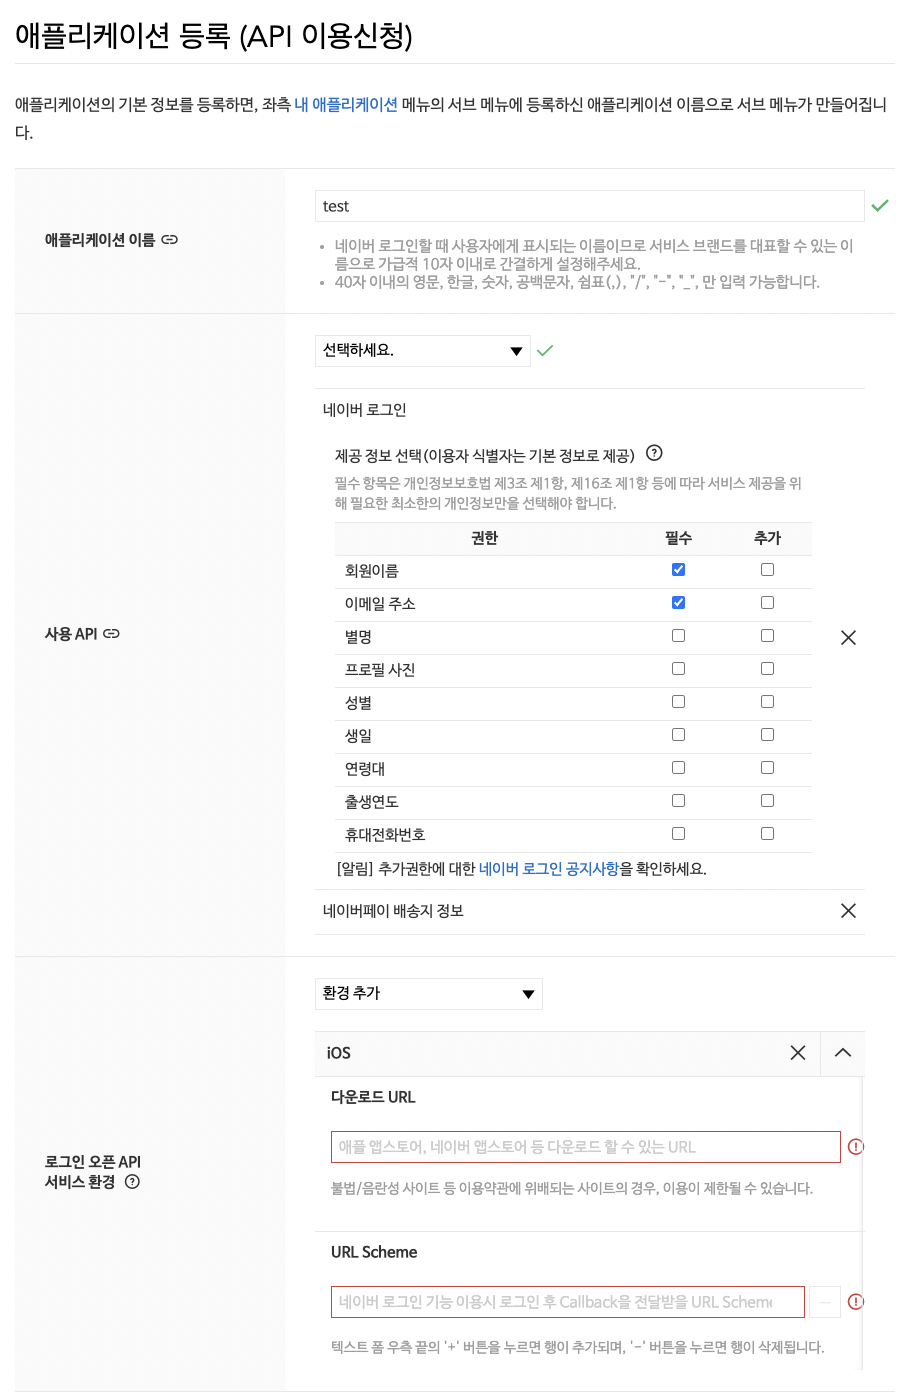 애플리케이션 등록 (API 이용신청)
애플리케이션의 기본 정보를 등록하면, 좌측 내 애플리케이션 메뉴의 서브 메뉴에 등록하신 애플리케이션 이름으로 서브 메뉴가 만들어집니
다.
애플리케이션 이름
test
네이버 로그인할 때 사용자에게 표시되는 이름이므로 서비스 브랜드를 대표할 수 있는 이
름으로 가급적 10자 이내로 간결하게 설정해주세요.
40자 이내의 영문, 한글, 숫자, 공백문자, 쉼표(,), "/", "-", "_", 만 입력 가능합니다.
사용 API
선택하세요.
네이버 로그인
제공 정보 선택(이용자 식별자는 기본 정보로 제공)
필수 항목은 개인정보보호법 제3조 제1항, 제16조 제1항 등에 따라 서비스 제공을 위
해 필요한 최소한의 개인정보만을 선택해야 합니다.
권한 필수 추가
회원이름
이메일 주소
별명
프로필 사진
성별
생일
연령대
출생연도
휴대전화번호
[알림] 추가권한에 대한 네이버 로그인 공지사항을 확인하세요.
네이버페이 배송지 정보
로그인 오픈 API
서비스 환경
환경 추가
iOS
다운로드 URL
애플 앱스토어, 네이버 앱스토어 등 다운로드 할 수 있는 URL
불법/음란성 사이트 등 이용약관에 위배되는 사이트의 경우, 이용이 제한될 수 있습니다.
URL Scheme
네이버 로그인 기능 이용시 로그인 후 Callback을 전달받을 URL Scheme
텍스트 폼 우측 끝의 '+' 버튼을 누르면 행이 추가되며, '-' 버튼을 누르면 행이 삭제됩니다.